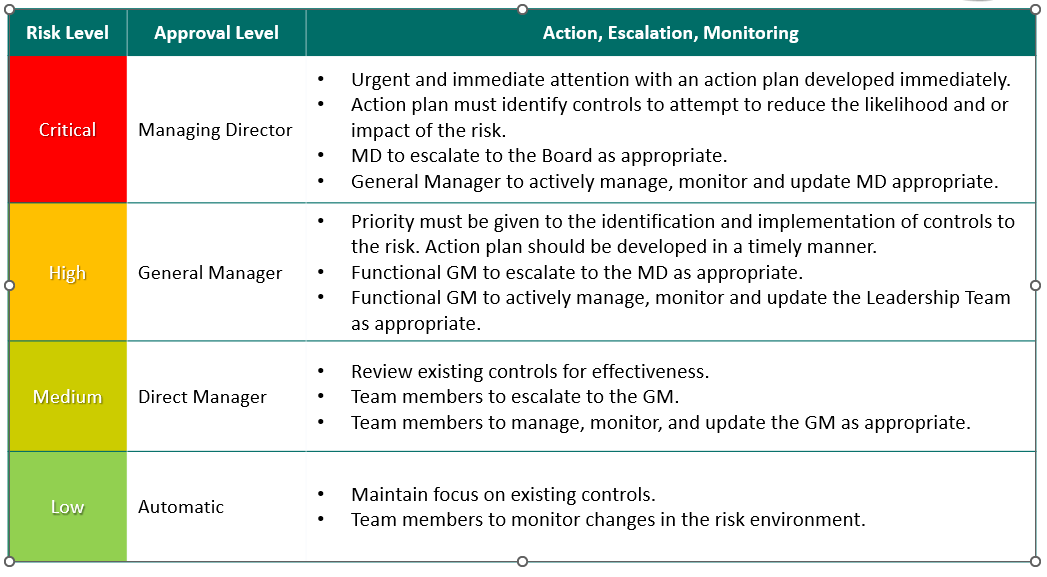 Risk Level Approval Level Action, Escalation, Monitoring
Critical
Managing Director
• Urgent and immediate attention with an action plan developed immediately.
• Action plan must identify controls to attempt to reduce the likelihood and or
impact of the risk.
• MD to escalate to the Board as appropriate.
• General Manager to actively manage, monitor and update MD appropriate.
High
General Manager
• Priority must be given to the identification and implementation of controls to
the risk. Action plan should be developed in a timely manner.
• Functional GM to escalate to the MD as appropriate.
• Functional GM to actively manage, monitor and update the Leadership Team
as appropriate.
Medium
Direct Manager
• Review existing controls for effectiveness.
• Team members to escalate to the GM.
• Team members to manage, monitor, and update the GM as appropriate.
Low
Automatic
• Maintain focus on existing controls.
• Team members to monitor changes in the risk environment.